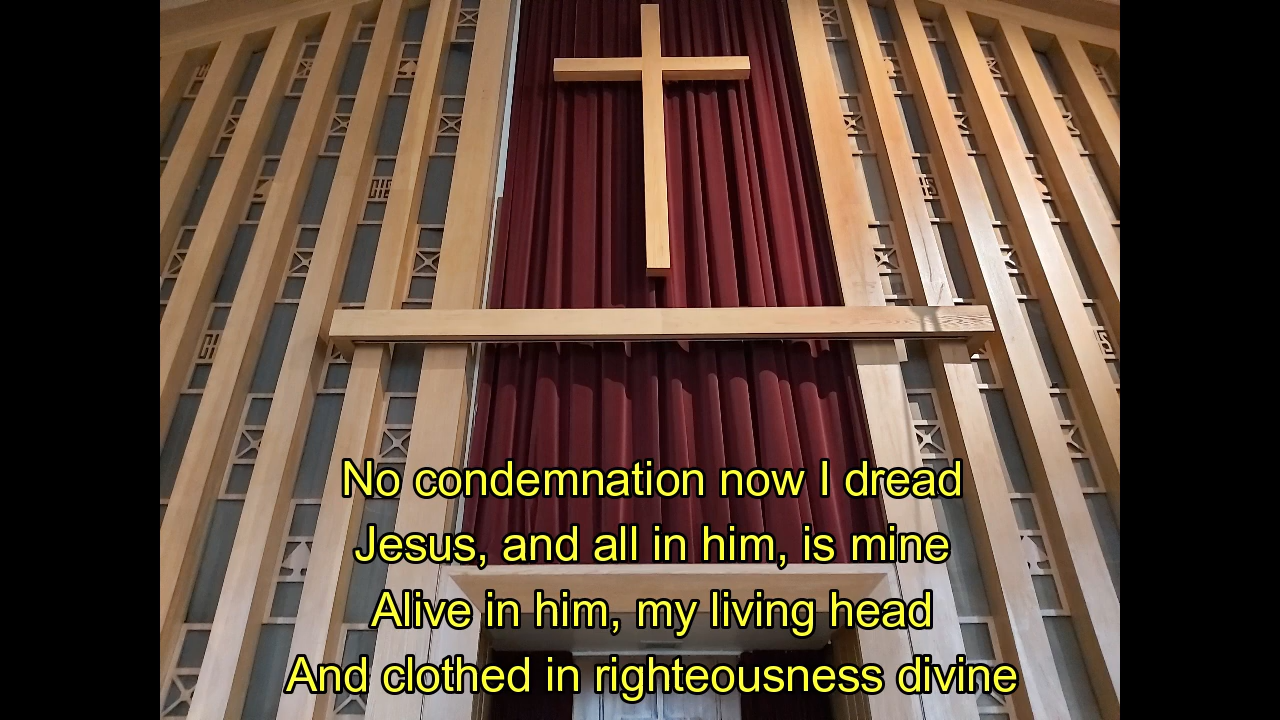 No condemnation now I dread
Jesus, and all in him, is mine
Alive in him, my living head
And clothed in righteousness divine